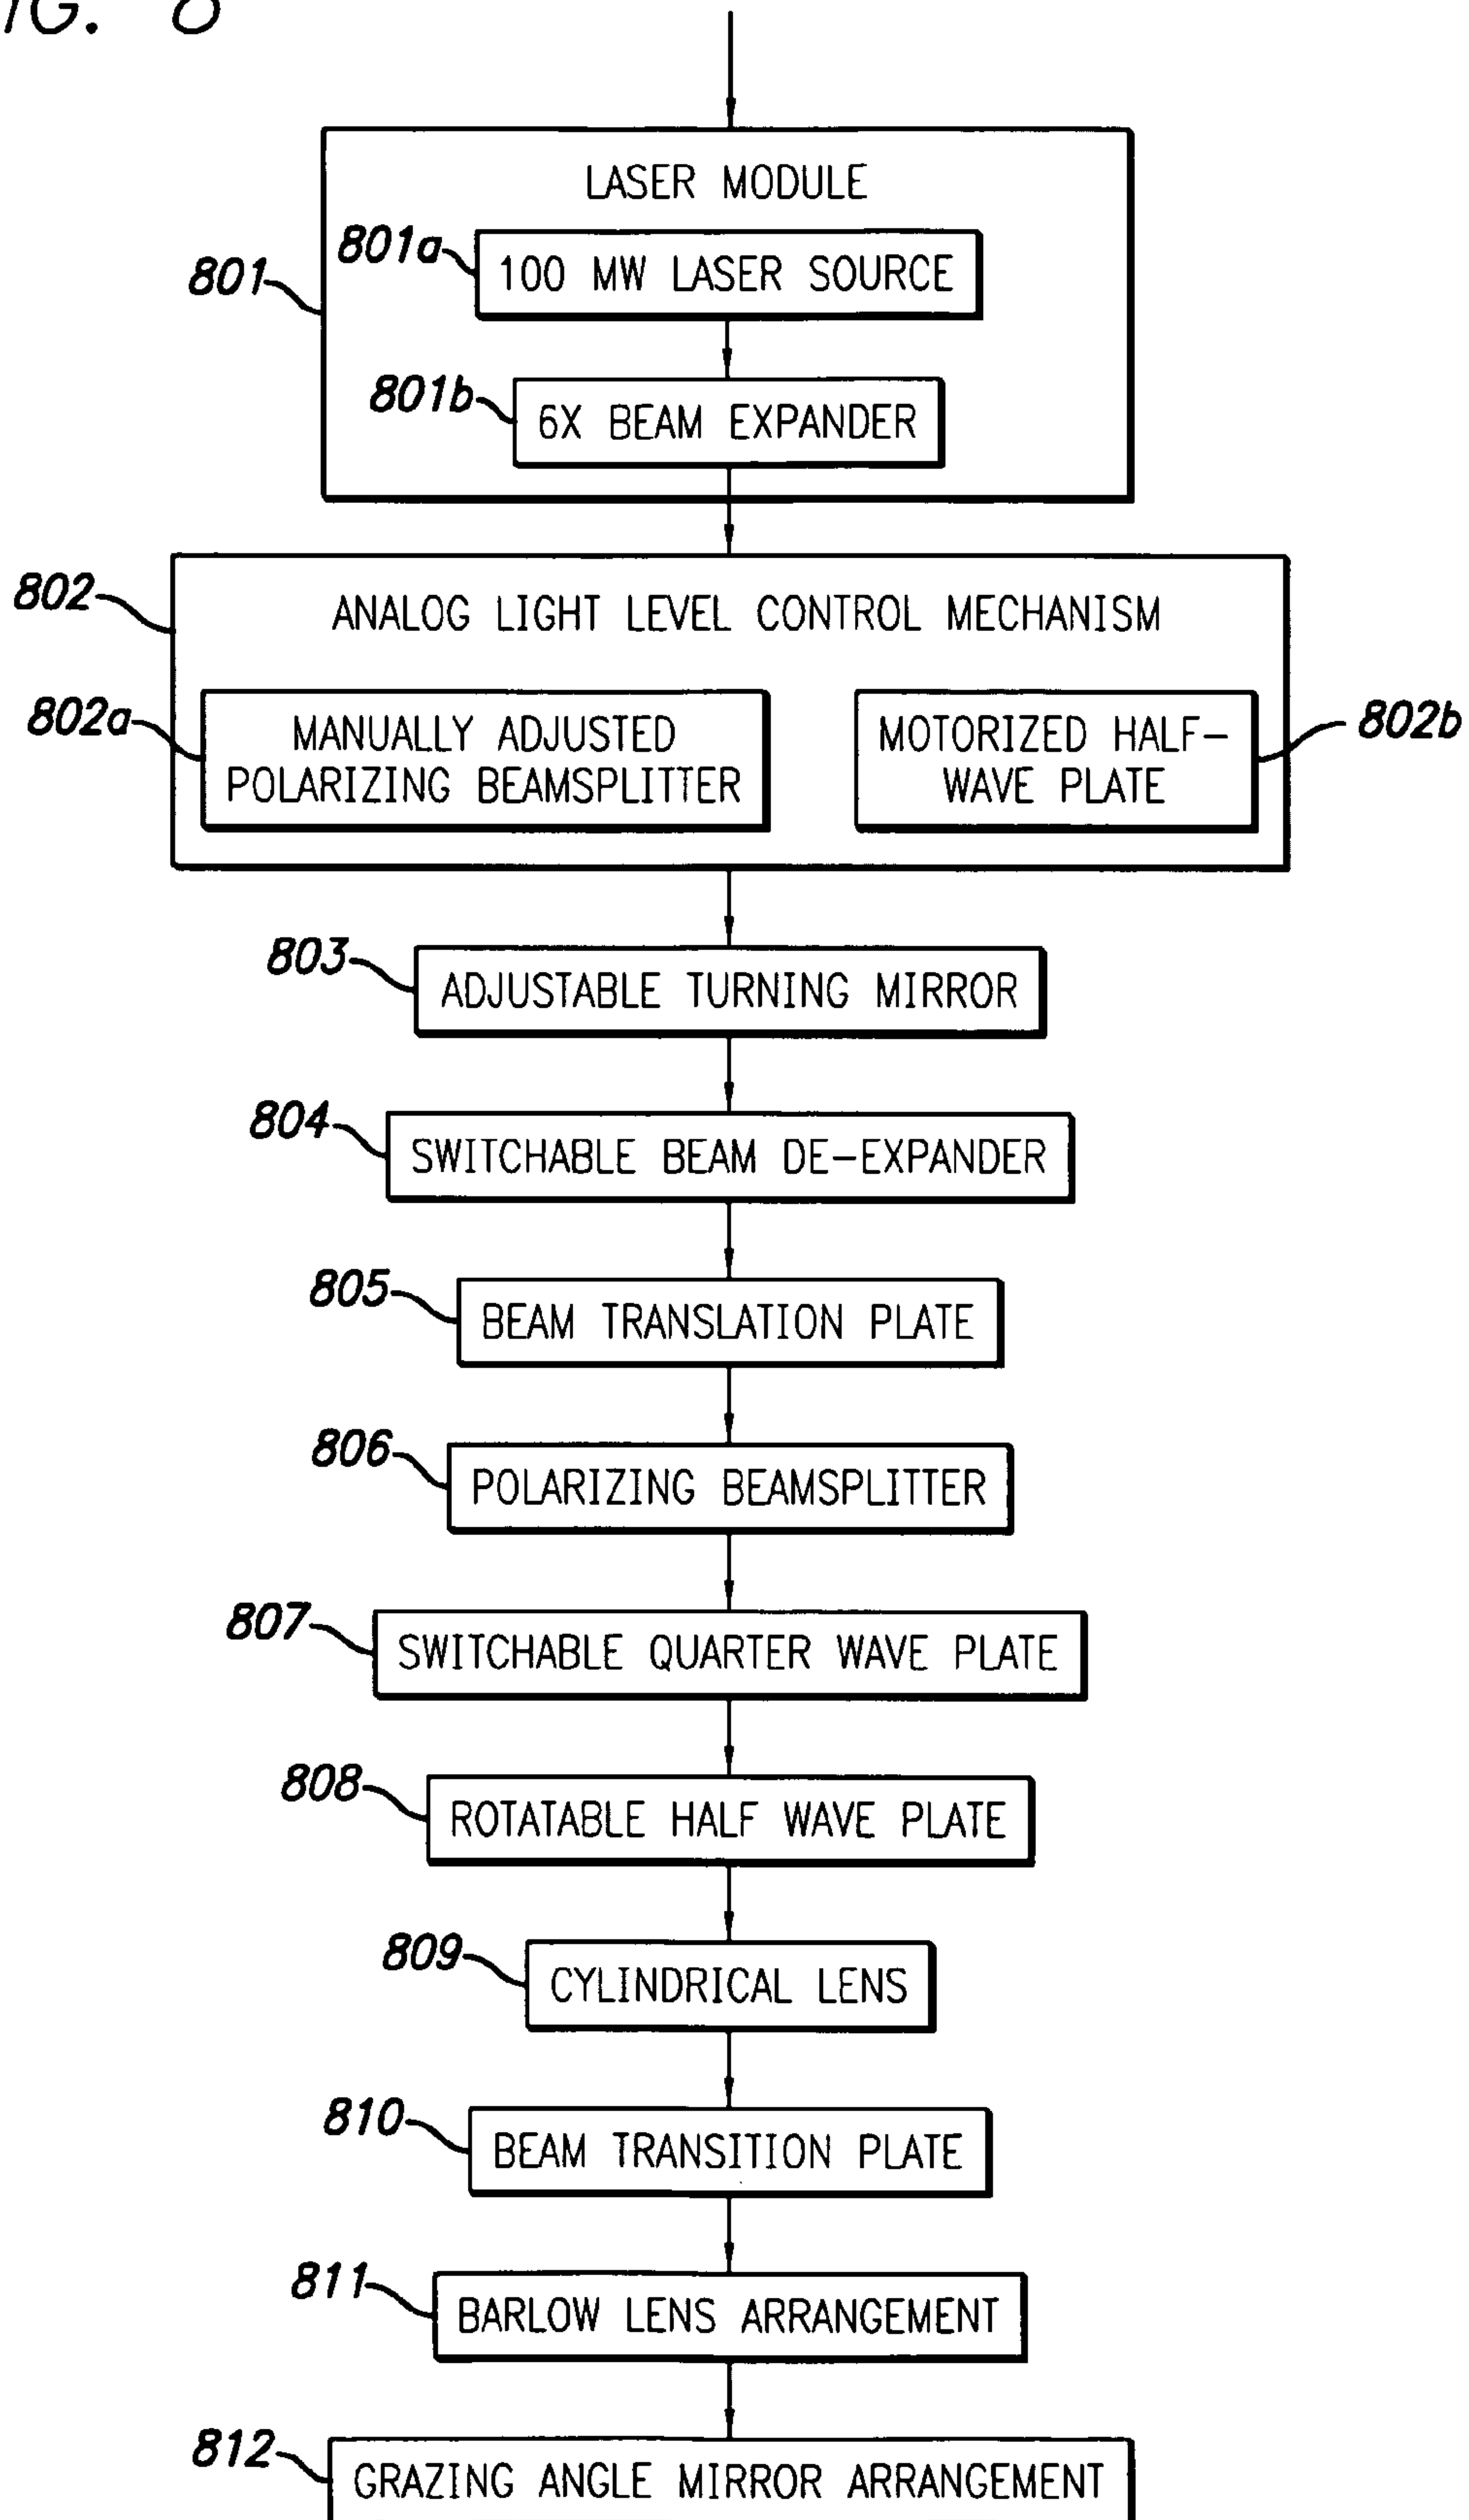 LASER MODULE
801a
801
100 MW LASER SOURCE
801b
6X BEAM EXPANDER
802
ANALOG LIGHT LEVEL CONTROL MECHANISM
802a
MANUALLY ADJUSTED
POLARIZING BEAMSPLITTER
MOTORIZED HALF-
WAVE PLATE
802b
803
ADJUSTABLE TURNING MIRROR
804
SWITCHABLE BEAM DE-EXPANDER
805
BEAM TRANSLATION PLATE
806
POLARIZING BEAMSPLITTER
807
SWITCHABLE QUARTER WAVE PLATE
808
ROTATABLE HALF WAVE PLATE
809
CYLINDRICAL LENS
810
BEAM TRANSITION PLATE
811
BARLOW LENS ARRANGEMENT
812
GRAZING ANGLE MIRROR ARRANGEMENT